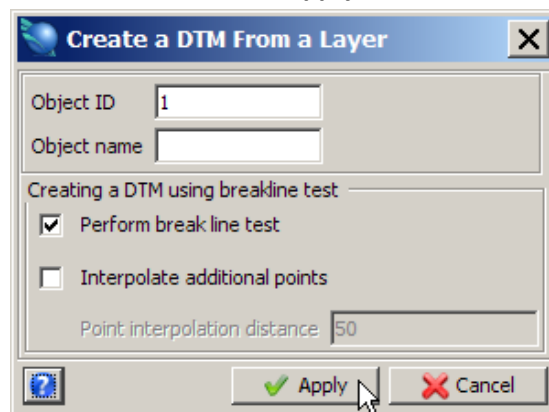 Create a DTM From a Layer
Object ID 1
Object name
Creating a DTM using breakline test
Perform break line test
Interpolate additional points
Point interpolation distance 50
? Apply Cancel